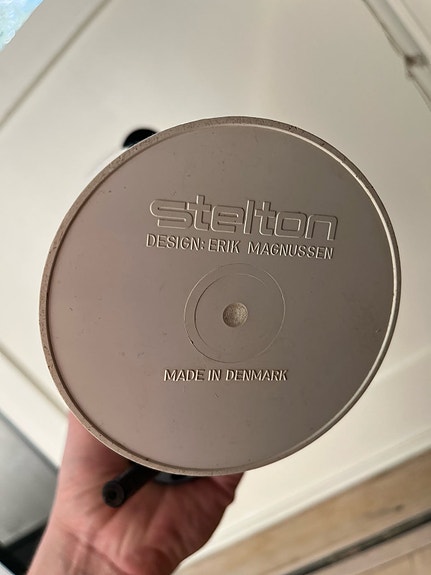 stelton
DESIGN: ERIK MAGNUSSEN
MADE IN DENMARK